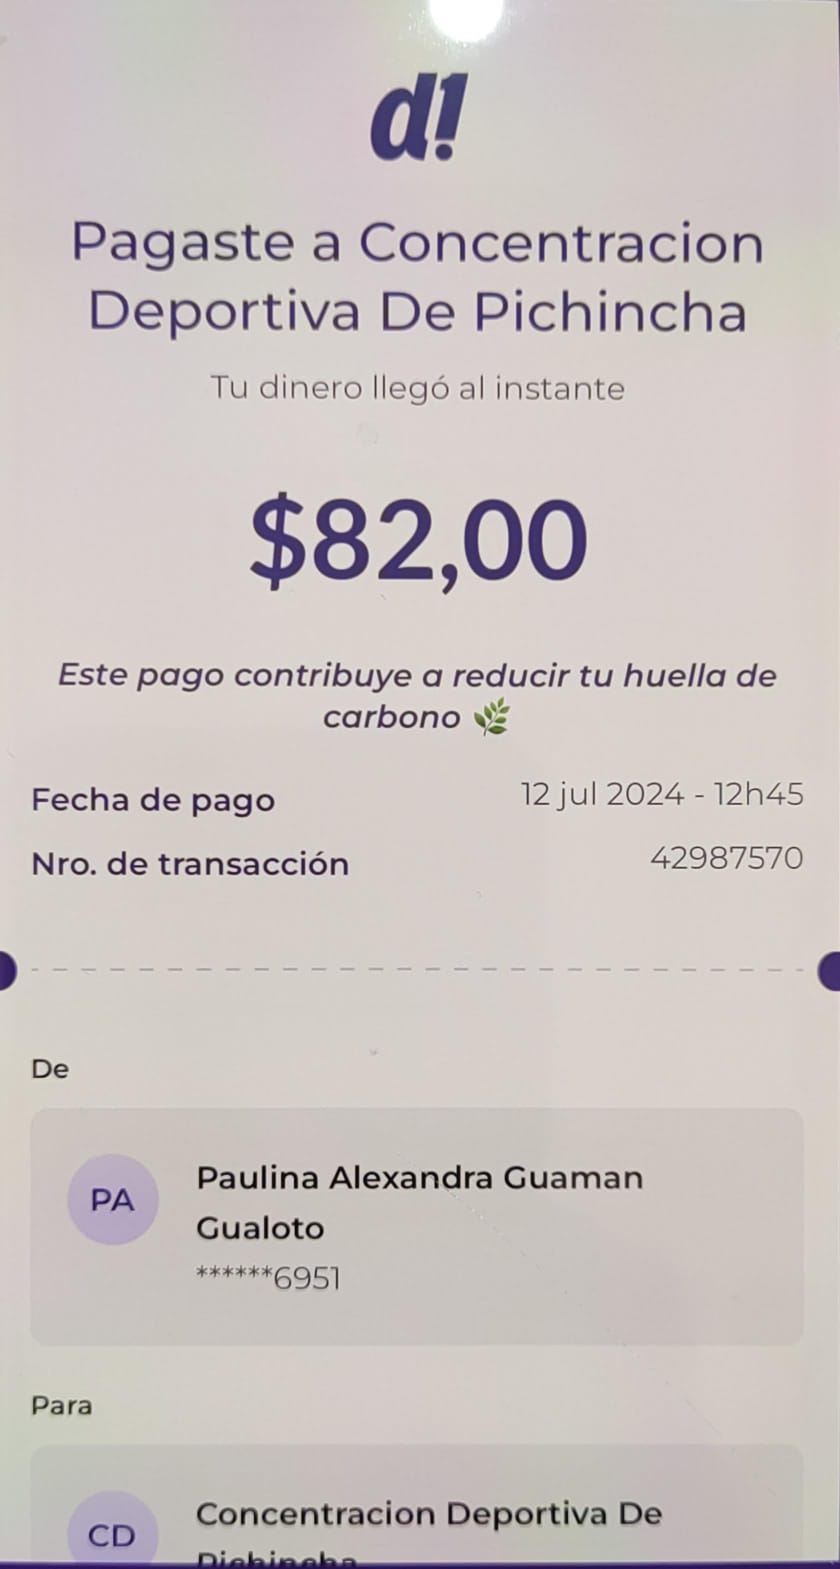 d!
Pagaste a Concentracion
Deportiva De Pichincha
Tu dinero llegó al instante
$82,00
Este pago contribuye a reducir tu huella de
carbono 🌿
Fecha de pago 12 jul 2024 - 12h45
Nro. de transacción 42987570
De
PA
Paulina Alexandra Guaman
Gualoto
******6951
Para
CD
Concentracion Deportiva De
Pichincha